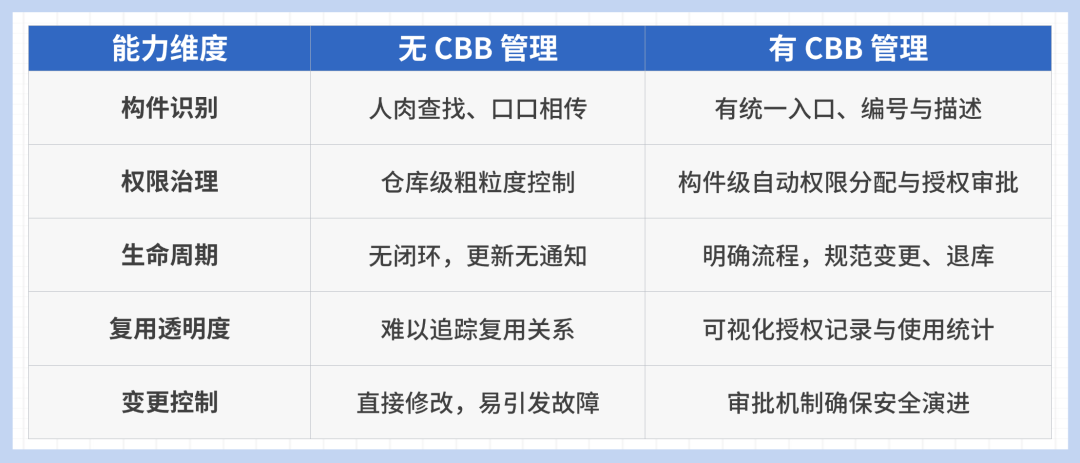 能力维度 无 CBB 管理 有 CBB 管理
构件识别 人肉查找、口口相传 有统一入口、编号与描述
权限治理 仓库级粗粒度控制 构件级自动权限分配与授权审批
生命周期 无闭环，更新无通知 明确流程，规范变更、退库
复用透明度 难以追踪复用关系 可视化授权记录与使用统计
变更控制 直接修改，易引发故障 审批机制确保安全演进